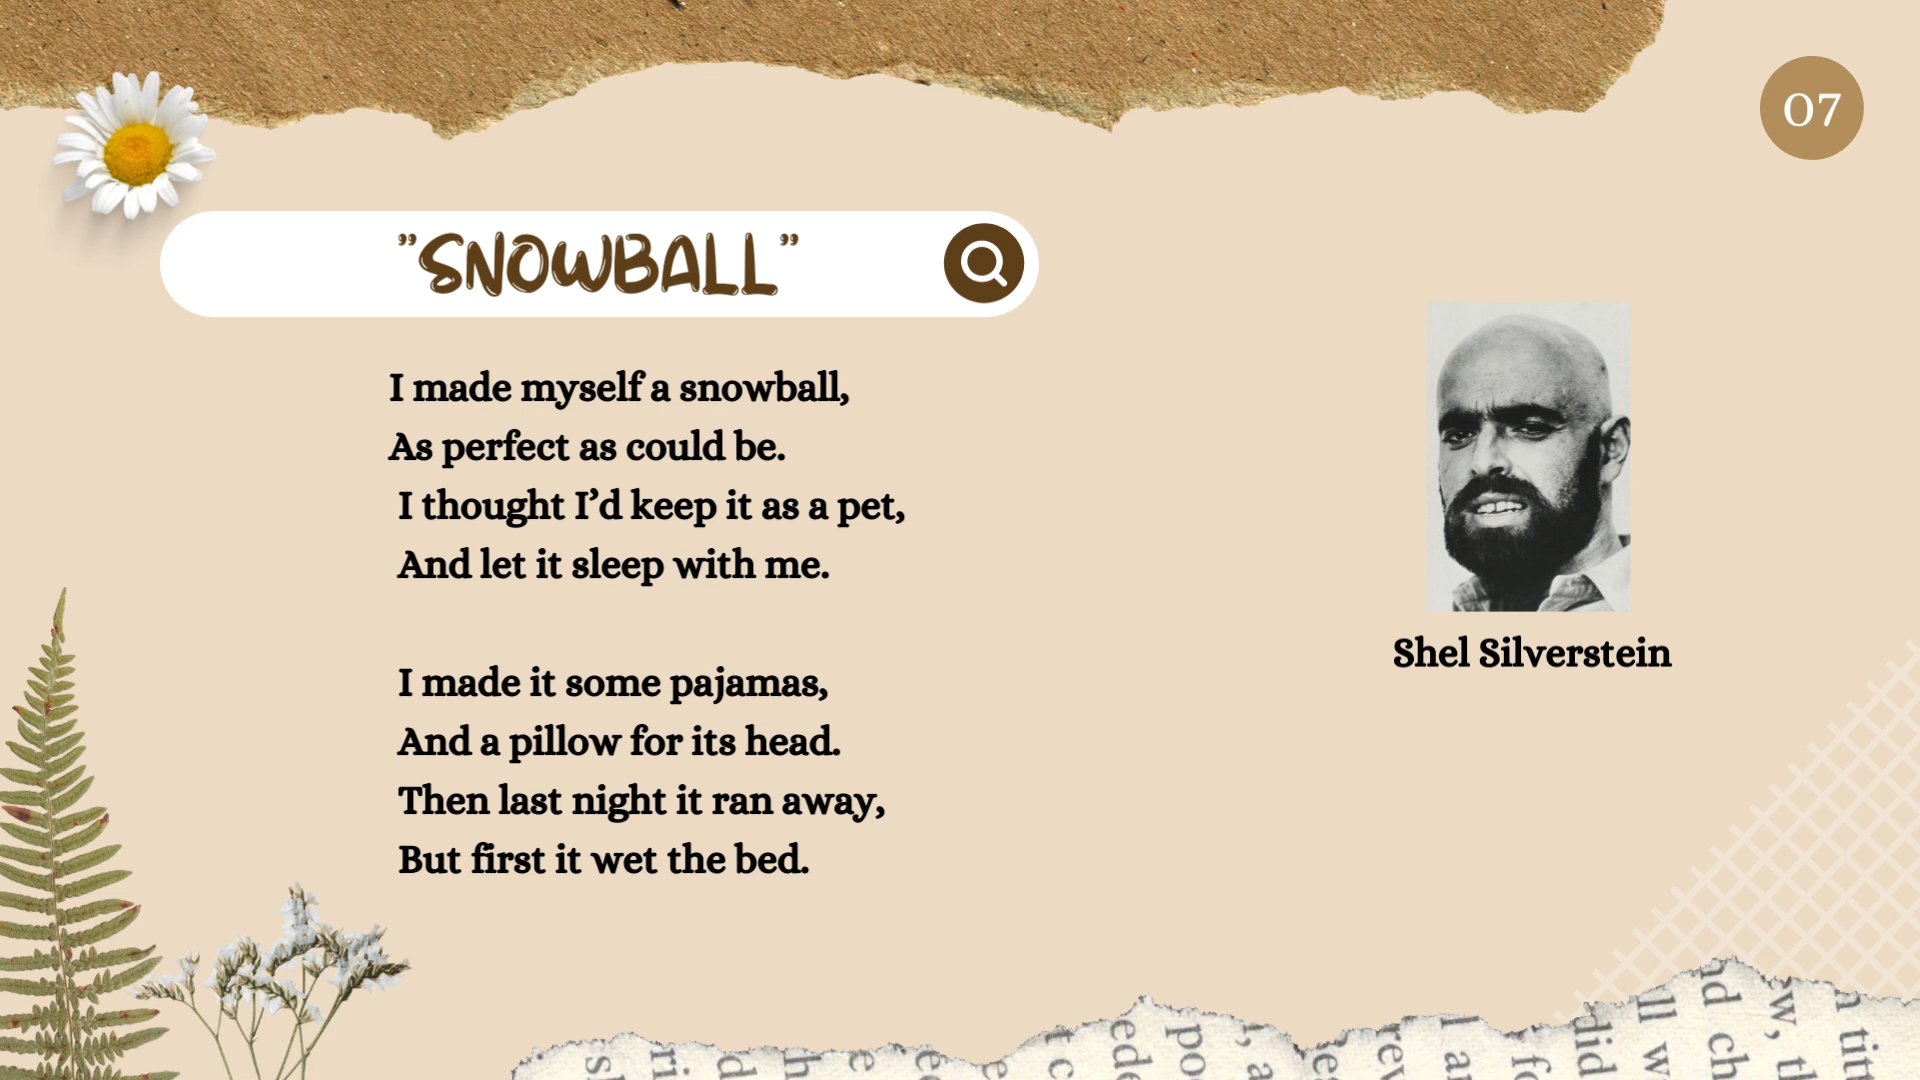 07
"SNOWBALL"
I made myself a snowball,
As perfect as could be.
I thought I’d keep it as a pet,
And let it sleep with me.
I made it some pajamas,
And a pillow for its head.
Then last night it ran away,
But first it wet the bed.
Shel Silverstein